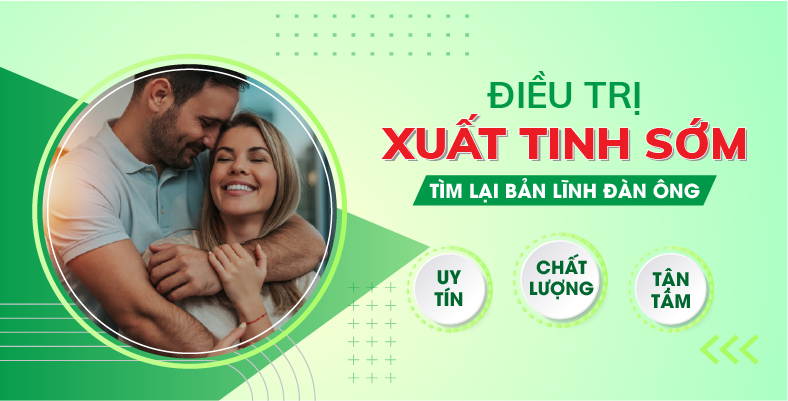 ĐIỀU TRỊ
XUẤT TINH SỚM
TÌM LẠI BẢN LĨNH ĐÀN ÔNG
UY
TÍN
CHẤT
LƯỢNG
TẬN
TÂM